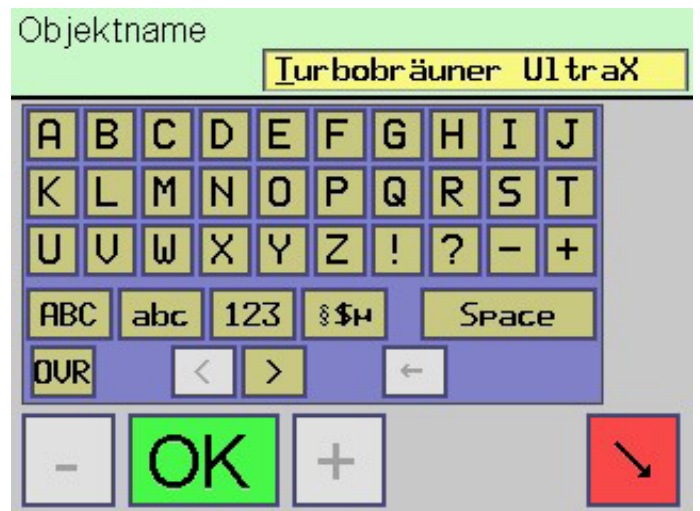 Objektname
Turbobräuner UltraX
A B C D E F G H I J
K L M N O P Q R S T
U V W X Y Z ! ? - +
ABC abc 123 §$µ Space
OVR < > ←
- OK + ↘